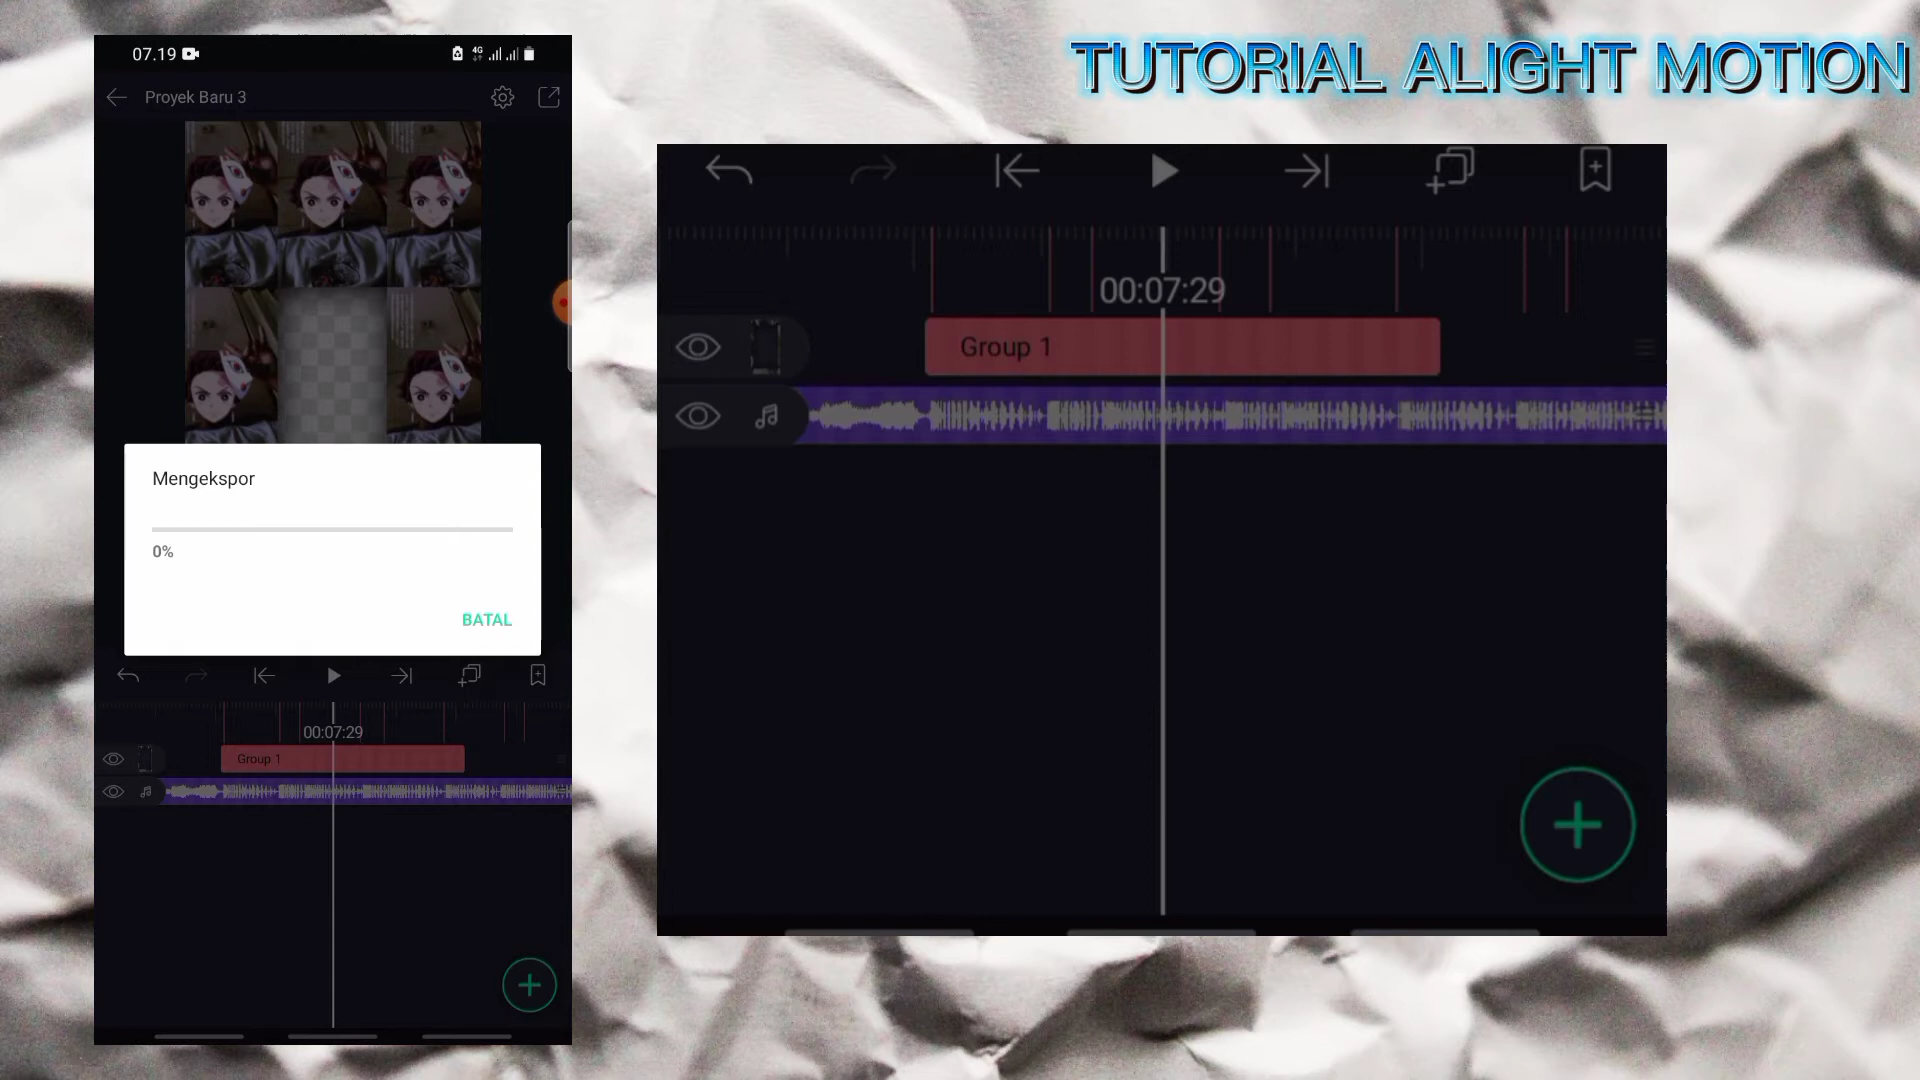 TUTORIAL ALIGHT MOTION
07.19
4G
Proyek Baru 3
Mengekspor
0%
BATAL
00:07:29
Group 1
00:07:29
Group 1